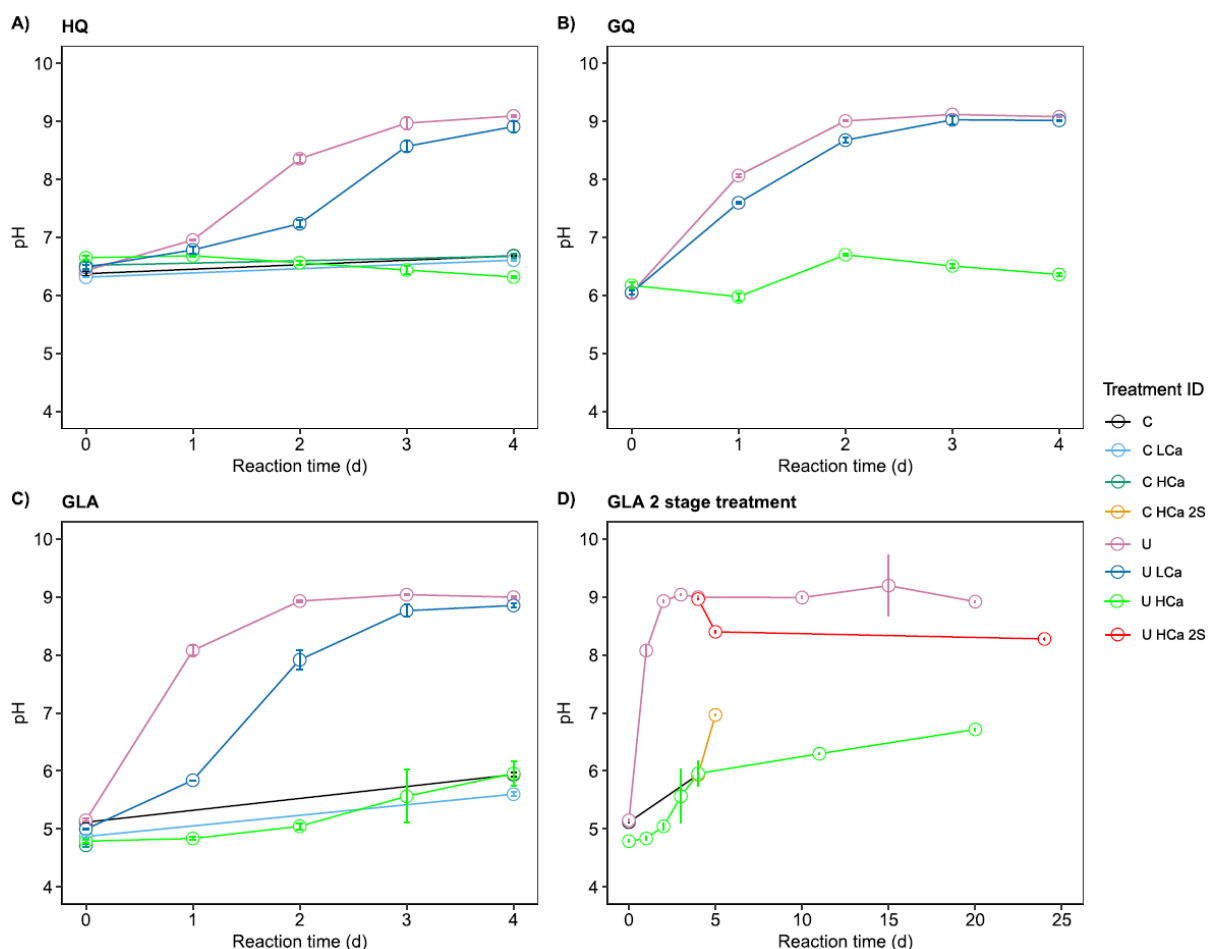 A) HQ
10
9
8
7
6
5
4
pH
0 1 2 3 4
Reaction time (d)
B) GQ
10
9
8
7
6
5
4
pH
0 1 2 3 4
Reaction time (d)
C) GLA
10
9
8
7
6
5
4
pH
0 1 2 3 4
Reaction time (d)
D) GLA 2 stage treatment
10
9
8
7
6
5
4
pH
0 5 10 15 20 25
Reaction time (d)
Treatment ID
C
C LCa
C HCa
C HCa 2S
U
U LCa
U HCa
U HCa 2S